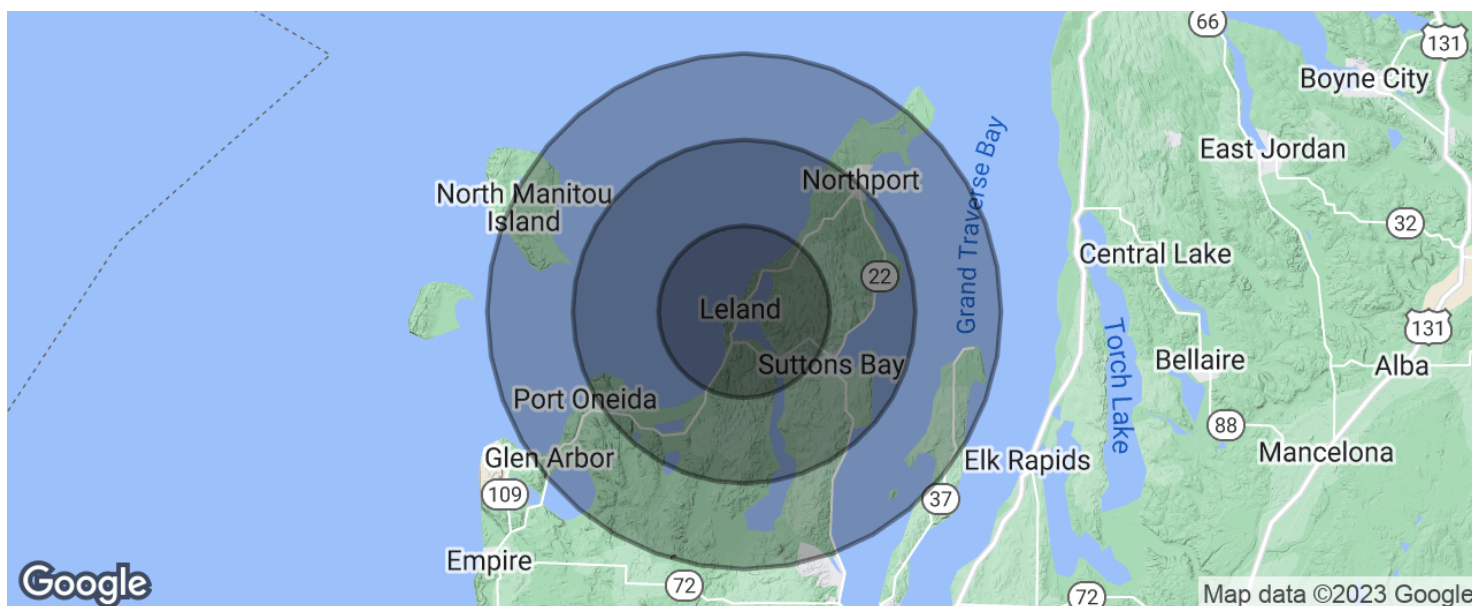 66
131
Boyne City
East Jordan
Northport
North Manitou
Island
Grand Traverse Bay
32
Central Lake
22
Leland
131
Torch Lake
Suttons Bay
Bellaire
Alba
Port Oneida
88
Glen Arbor
Elk Rapids
Mancelona
109
37
Empire
72
72
Google
Map data ©2023 Google